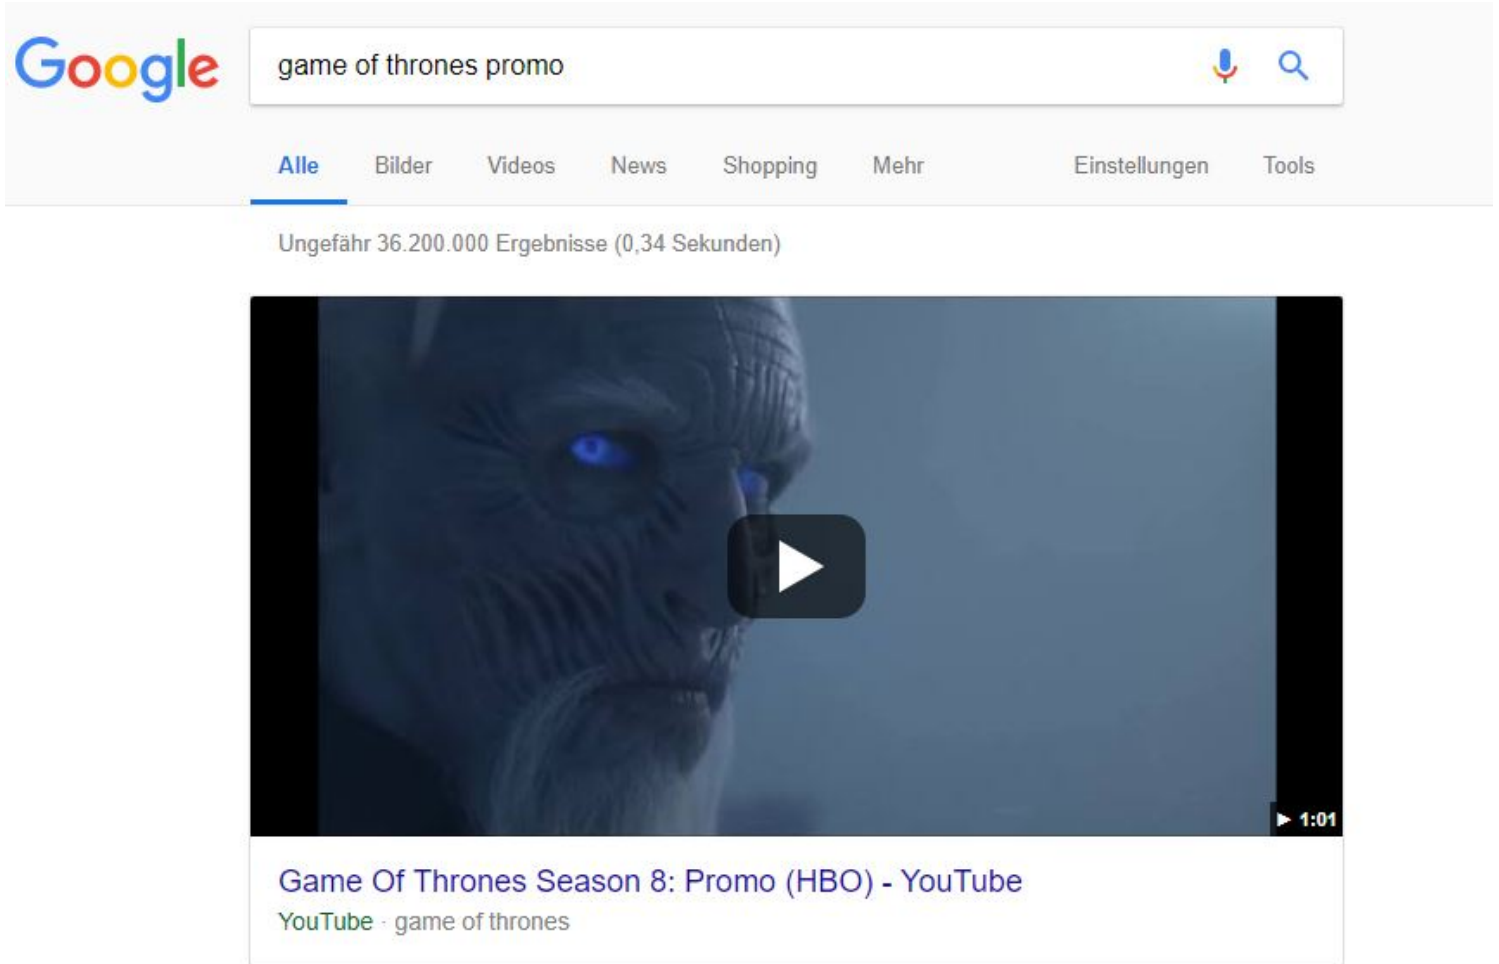 Google
game of thrones promo
Alle Bilder Videos News Shopping Mehr Einstellungen Tools
Ungefähr 36.200.000 Ergebnisse (0,34 Sekunden)
1:01
Game Of Thrones Season 8: Promo (HBO) - YouTube
YouTube · game of thrones